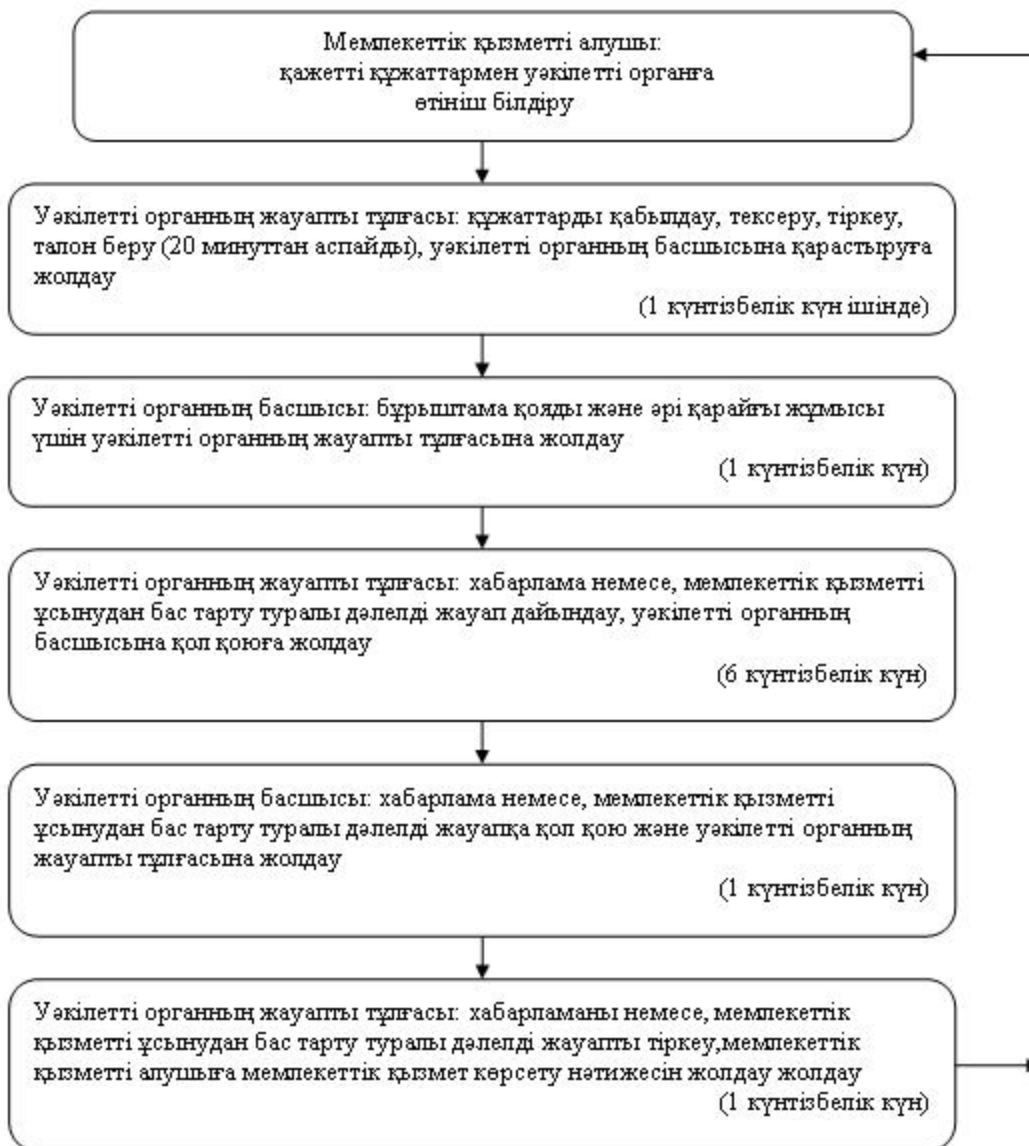 Мемлекеттік қызметті алушы:
қажетті құжаттармен уәкілетті органға
өтініш білдіру
Уәкілетті органның жауапты тұлғасы: құжаттарды қабылдау, тексеру, тіркеу,
талон беру (20 минуттан аспайды), уәкілетті органның басшысына қарастыруға
жолдау
(1 күнтізбелік күн ішінде)
Уәкілетті органның басшысы: бұрыштама қояды және әрі қарайғы жұмысы
үшін уәкілетті органның жауапты тұлғасына жолдау
(1 күнтізбелік күн)
Уәкілетті органның жауапты тұлғасы: хабарлама немесе, мемлекеттік қызметті
ұсынудан бас тарту туралы дәлелді жауап дайындау, уәкілетті органның
басшысына қол қоюға жолдау
(6 күнтізбелік күн)
Уәкілетті органның басшысы: хабарлама немесе, мемлекеттік қызметті
ұсынудан бас тарту туралы дәлелді жауапқа қол қою және уәкілетті органның
жауапты тұлғасына жолдау
(1 күнтізбелік күн)
Уәкілетті органның жауапты тұлғасы: хабарламаны немесе, мемлекеттік
қызметті ұсынудан бас тарту туралы дәлелді жауапты тіркеу,мемлекеттік
қызметті алушыға мемлекеттік қызмет көрсету нәтижесін жолдау жолдау
(1 күнтізбелік күн)